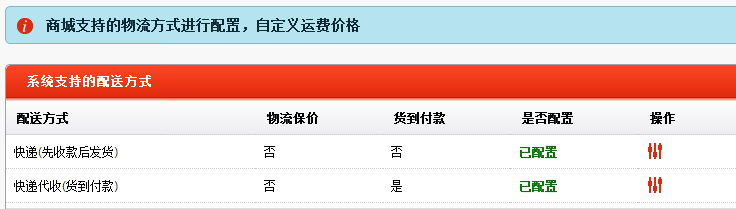 商城支持的物流方式进行配置，自定义运费价格
系统支持的配送方式
配送方式 物流保价 货到付款 是否配置 操作
快递(先收款后发货) 否 否 已配置
快递代收(货到付款) 否 是 已配置